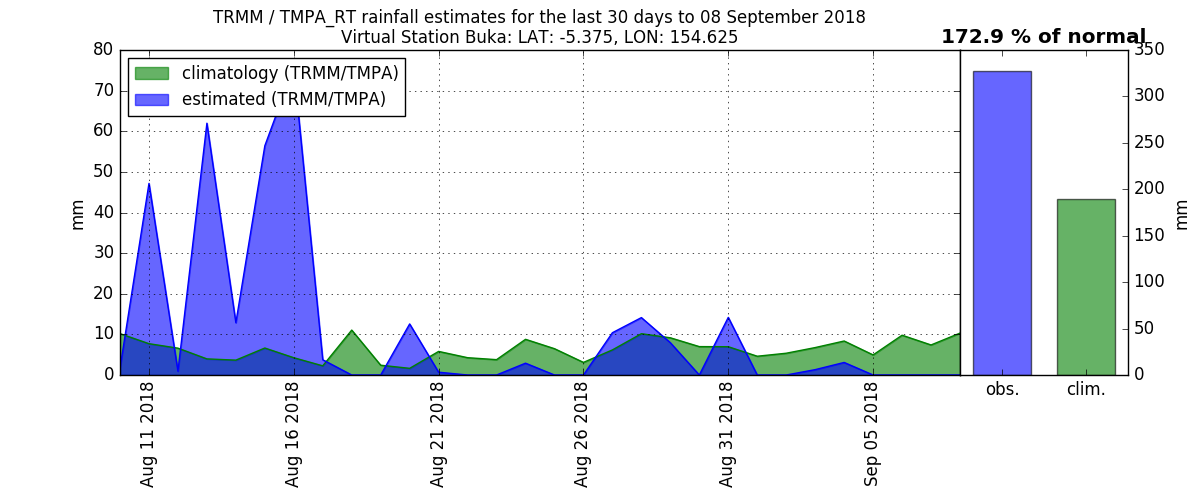 TRMM / TMPA_RT rainfall estimates for the last 30 days to 08 September 2018
Virtual Station Buka: LAT: -5.375, LON: 154.625
172.9 % of normal
climatology (TRMM/TMPA)
estimated (TRMM/TMPA)
80
70
60
50
40
30
20
10
0
mm
Aug 11 2018
Aug 16 2018
Aug 21 2018
Aug 26 2018
Aug 31 2018
Sep 05 2018
350
300
250
200
150
100
50
0
mm
obs.
clim.